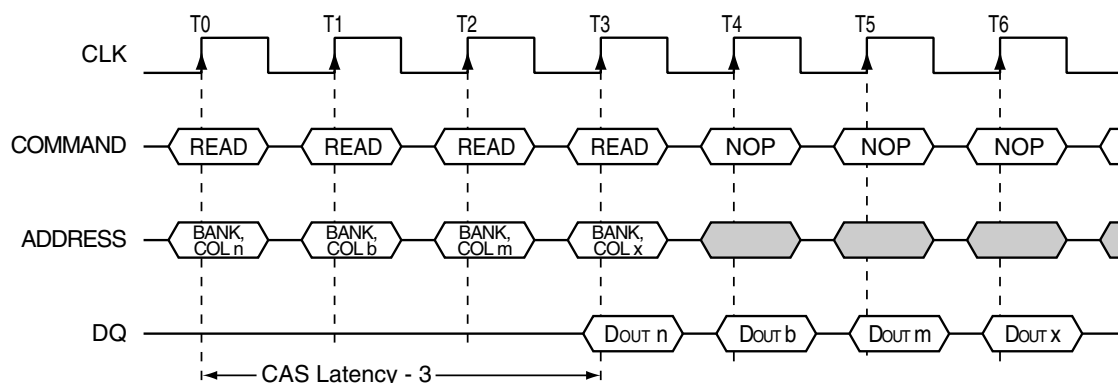 T0 T1 T2 T3 T4 T5 T6
CLK
COMMAND READ READ READ READ NOP NOP NOP
BANK, BANK, BANK, BANK,
ADDRESS
COL n COL b COL m COL x
DQ DOUT n DOUT b DOUT m DOUT x
CAS Latency - 3